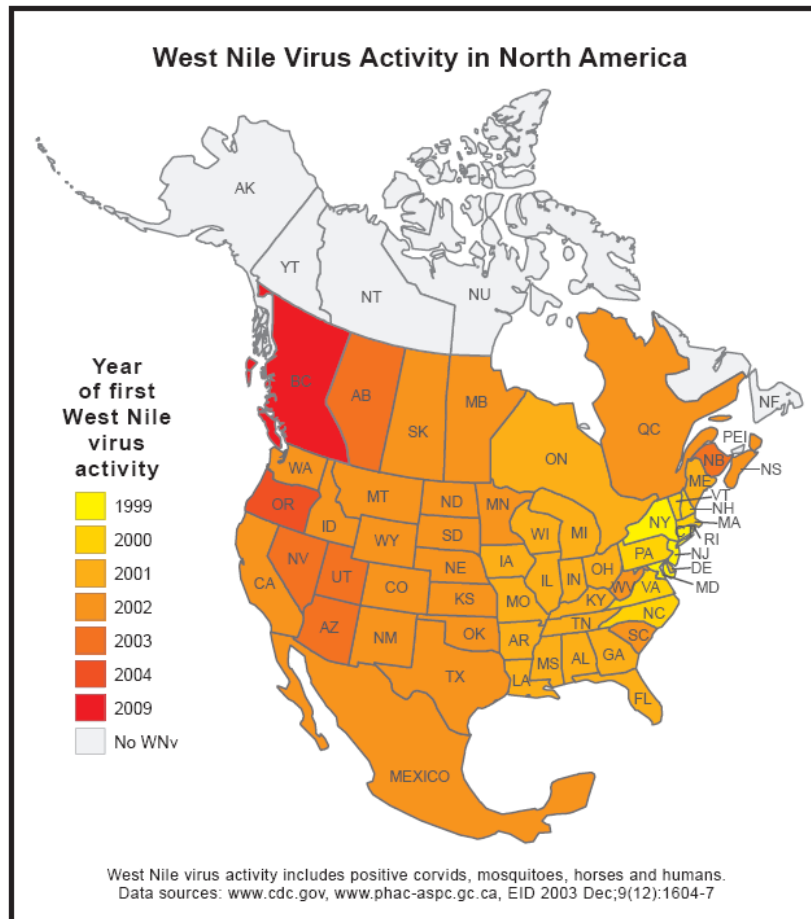 West Nile Virus Activity in North America
AK
YT
NT
NU
Year
of first
West Nile
virus
activity
1999
2000
2001
2002
2003
2004
2009
No WNv
BC
AB
SK
MB
ON
QC
NF
PEI
NB
NS
ME
VT
NH
MA
RI
NJ
DE
MD
NY
PA
WA
OR
ID
MT
ND
MN
WI
MI
SD
WY
NV
UT
CA
CO
NE
IA
IL
IN
OH
WV
VA
KS
MO
KY
NC
TN
SC
AZ
NM
OK
AR
MS
AL
GA
TX
LA
FL
MEXICO
West Nile virus activity includes positive corvids, mosquitoes, horses and humans.
Data sources: www.cdc.gov, www.phac-aspc.gc.ca, EID 2003 Dec;9(12):1604-7